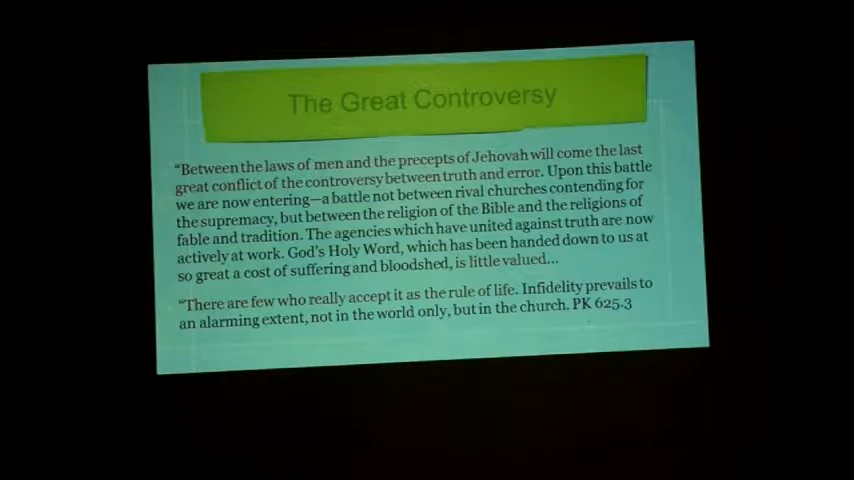 The Great Controversy
“Between the laws of men and the precepts of Jehovah will come the last
great conflict of the controversy between truth and error. Upon this battle
we are now entering—a battle not between rival churches contending for
the supremacy, but between the religion of the Bible and the religions of
fable and tradition. The agencies which have united against truth are now
actively at work. God’s Holy Word, which has been handed down to us at
so great a cost of suffering and bloodshed, is little valued...
“There are few who really accept it as the rule of life. Infidelity prevails to
an alarming extent, not in the world only, but in the church. PK 625.3